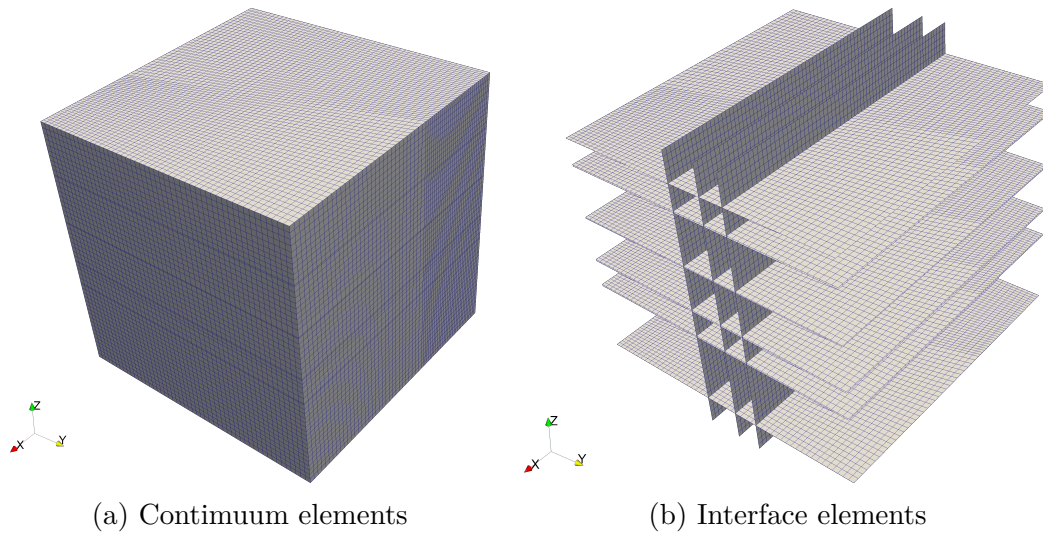 Z
X
Y
Z
X
Y
(a) Contimuum elements
(b) Interface elements